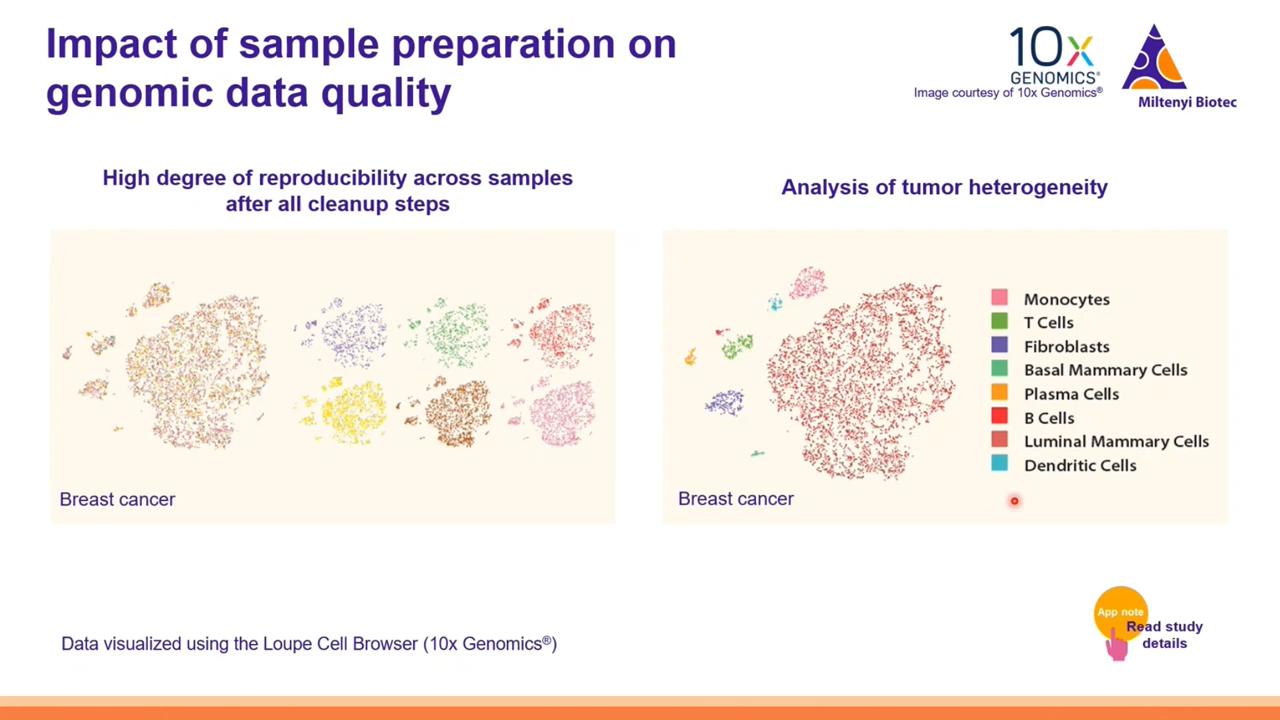 Impact of sample preparation on
genomic data quality
10x
GENOMICS®
Image courtesy of 10x Genomics®
Miltenyi Biotec
High degree of reproducibility across samples
after all cleanup steps
Breast cancer
Analysis of tumor heterogeneity
Monocytes
T Cells
Fibroblasts
Basal Mammary Cells
Plasma Cells
B Cells
Luminal Mammary Cells
Dendritic Cells
Breast cancer
Data visualized using the Loupe Cell Browser (10x Genomics®)
App note
Read study
details